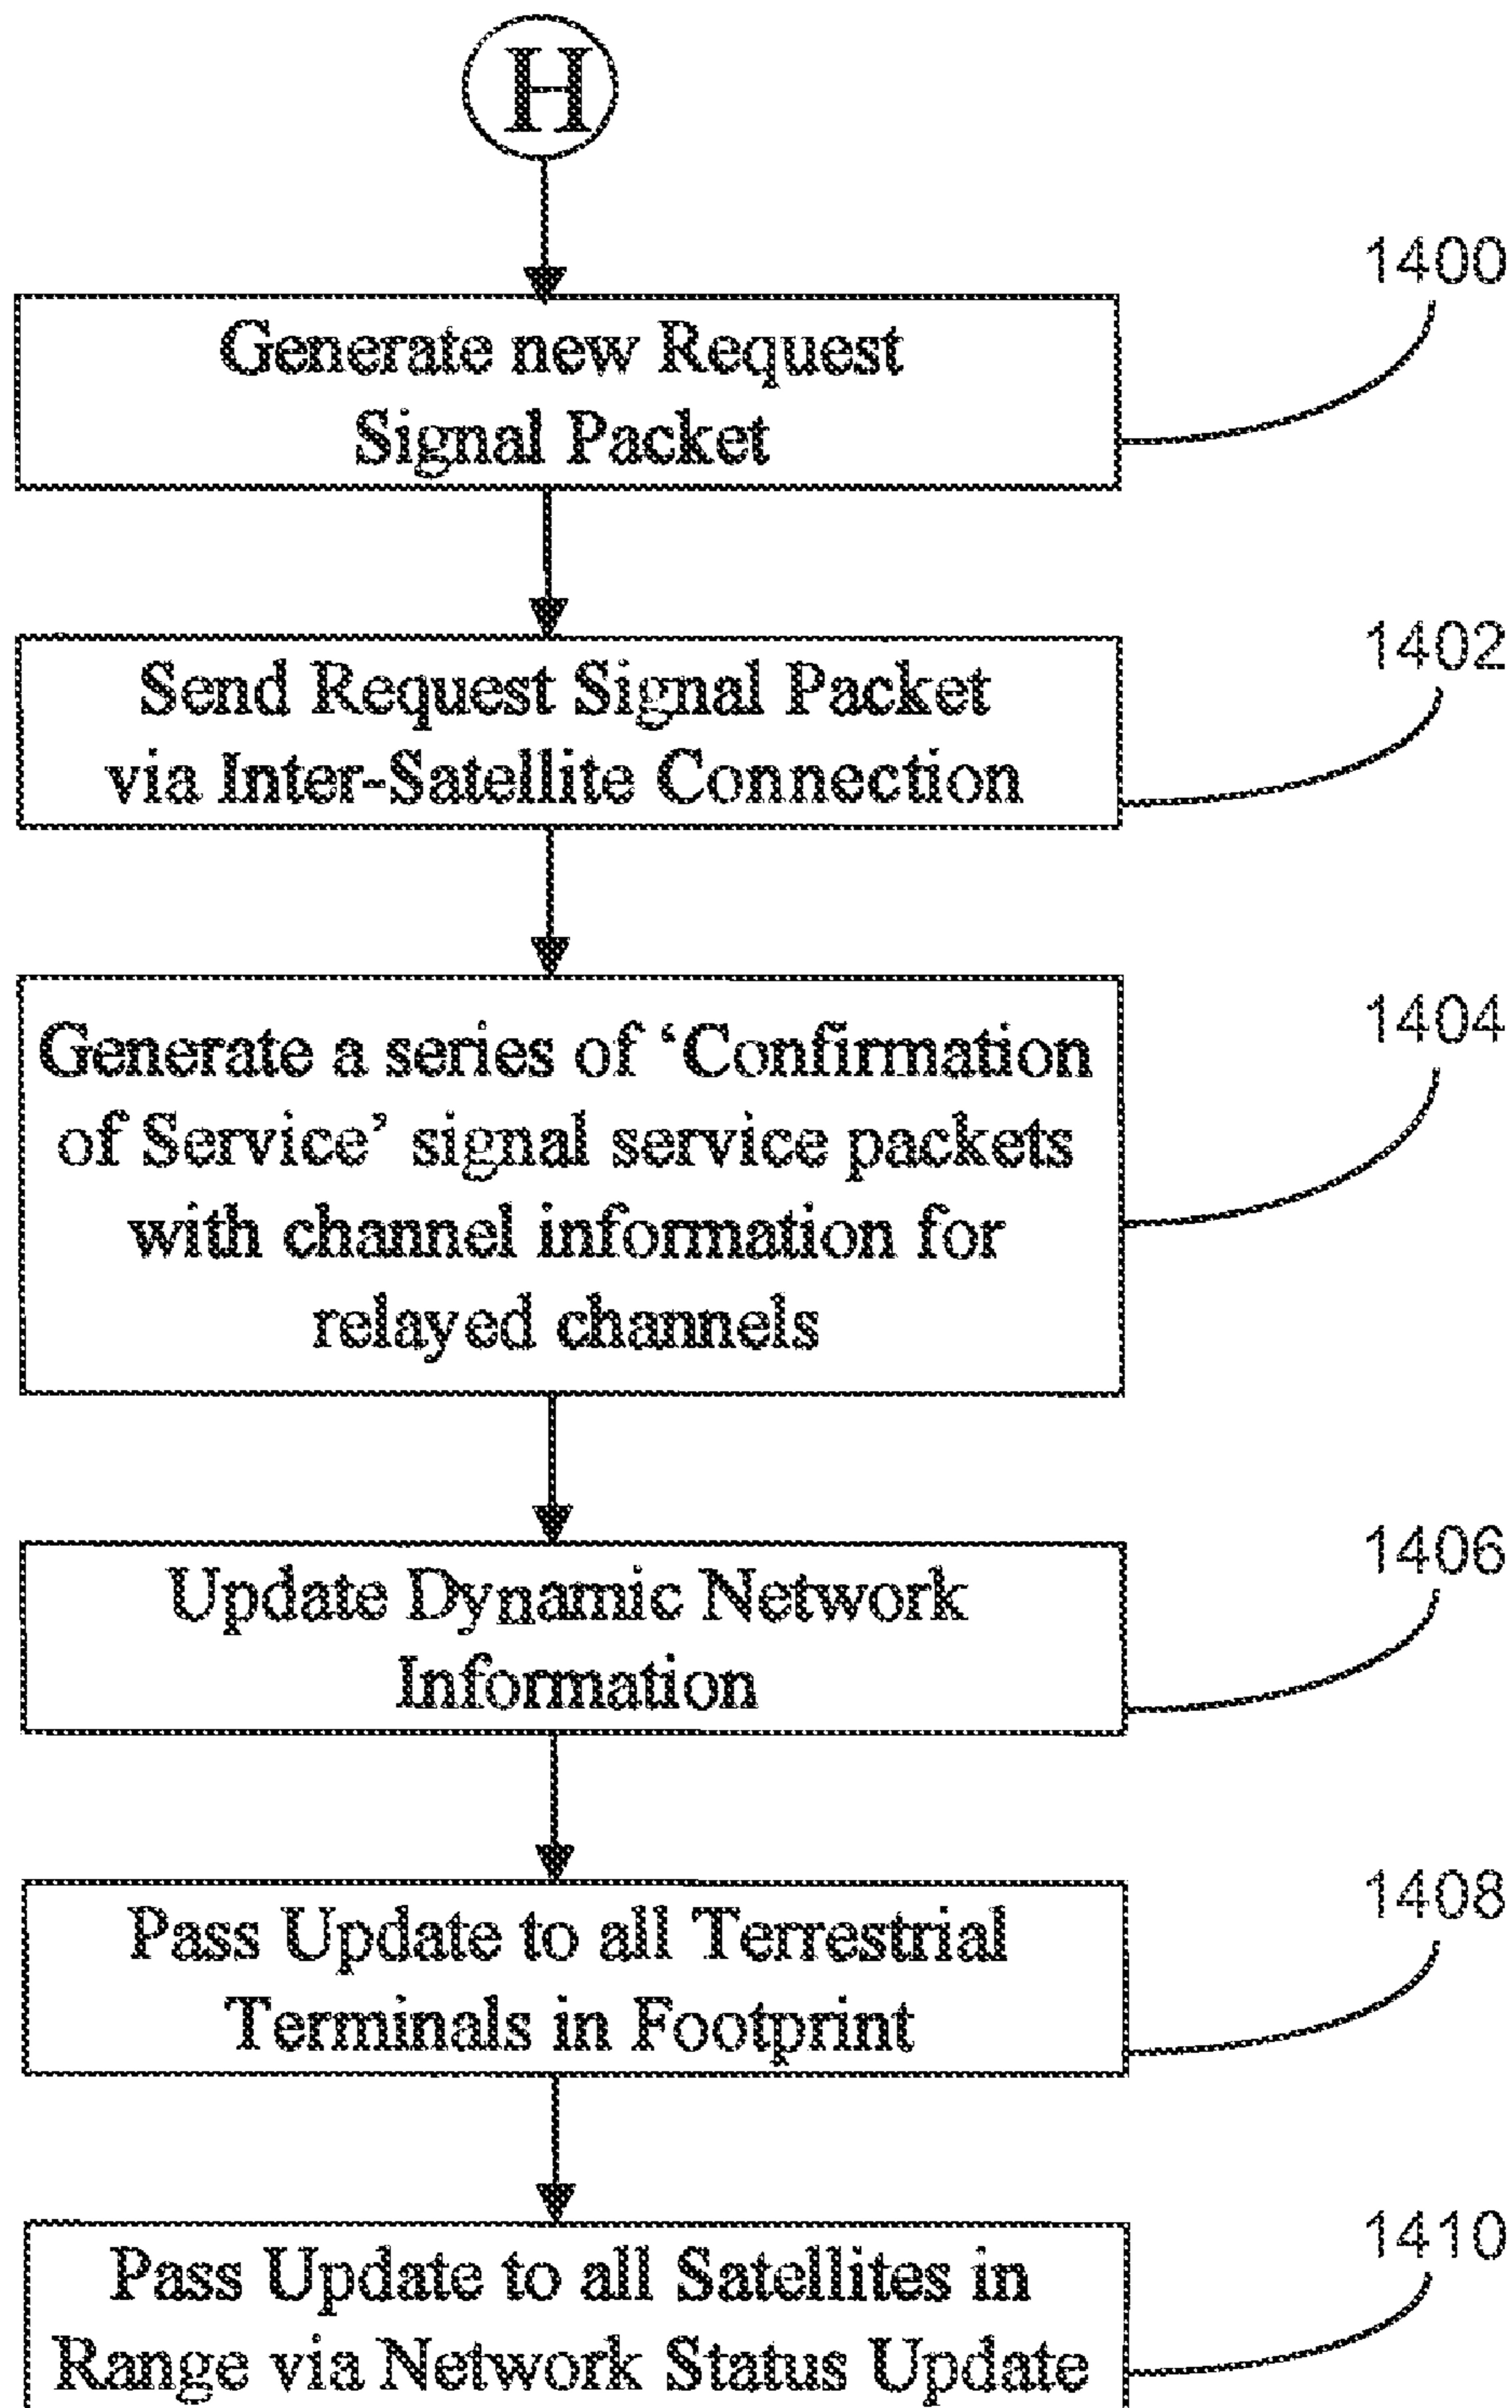 H
1400
Generate new Request
Signal Packet
1402
Send Request Signal Packet
via Inter-Satellite Connection
1404
Generate a series of ‘Confirmation
of Service’ signal service packets
with channel information for
relayed channels
1406
Update Dynamic Network
Information
1408
Pass Update to all Terrestrial
Terminals in Footprint
1410
Pass Update to all Satellites in
Range via Network Status Update